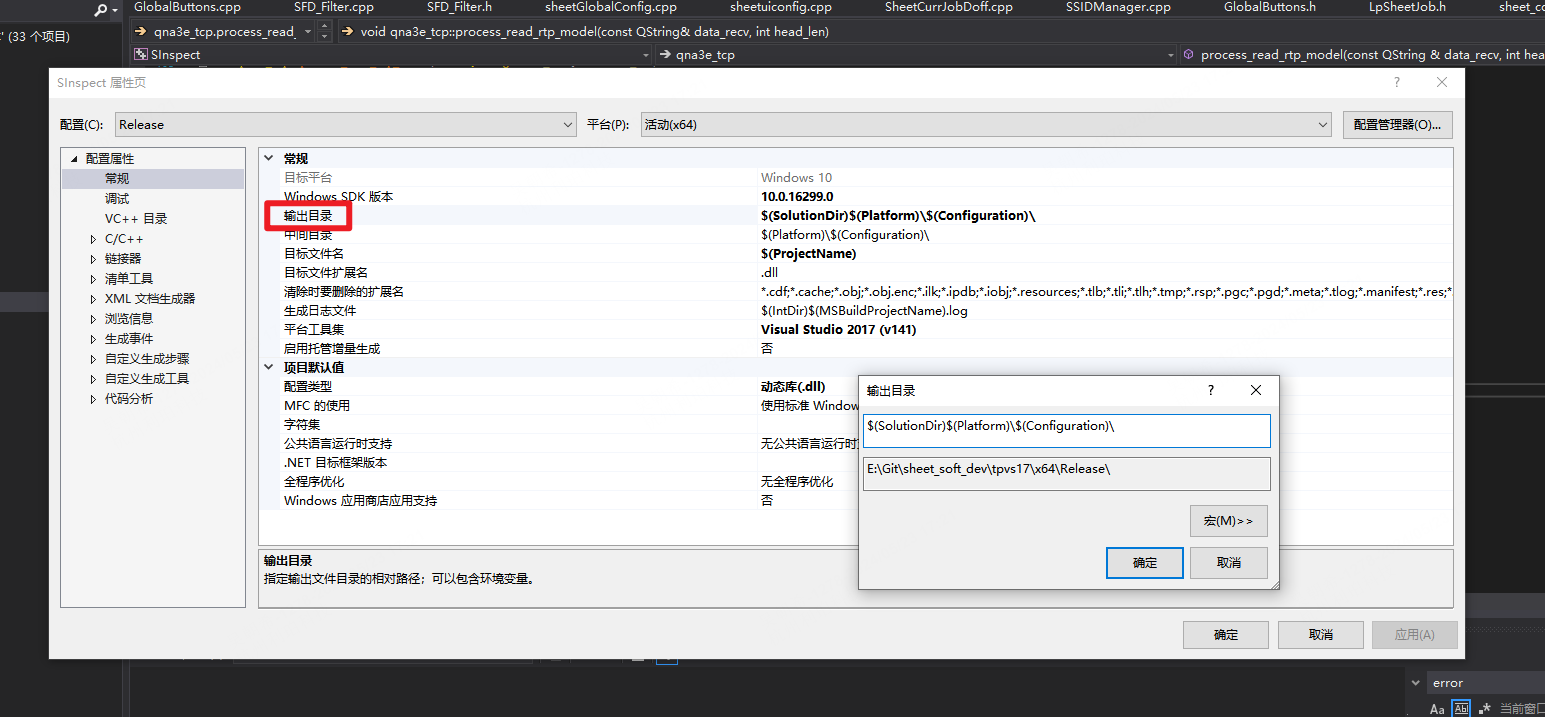 GlobalButtons.cpp SFD_Filter.cpp SFD_Filter.h sheetGlobalConfig.cpp sheetuiconfig.cpp SheetCurrJobDoff.cpp SSIDManager.cpp GlobalButtons.h LpSheetJob.h sheet_co
' (33 个项目)
qna3e_tcp.process_read_ void qna3e_tcp::process_read_rtp_model(const QString& data_recv, int head_len)
SInspect qna3e_tcp process_read_rtp_model(const QString & data_recv, int hea
SInspect 属性页
配置(C): Release 平台(P): 活动(x64) 配置管理器(O)...
配置属性
常规
调试
VC++ 目录
C/C++
链接器
清单工具
XML 文档生成器
浏览信息
生成事件
自定义生成步骤
自定义生成工具
代码分析
常规
目标平台 Windows 10
Windows SDK 版本 10.0.16299.0
输出目录 $(SolutionDir)$(Platform)\$(Configuration)\
中间目录 $(Platform)\$(Configuration)\
目标文件名 $(ProjectName)
目标文件扩展名 .dll
清除时要删除的扩展名 *.cdf;*.cache;*.obj;*.obj.enc;*.ilk;*.ipdb;*.iobj;*.resources;*.tlb;*.tli;*.tlh;*.tmp;*.rsp;*.pgc;*.pgd;*.meta;*.tlog;*.manifest;*.res;*.
生成日志文件 $(IntDir)$(MSBuildProjectName).log
平台工具集 Visual Studio 2017 (v141)
启用托管增量生成 否
项目默认值
配置类型 动态库(.dll)
MFC 的使用 使用标准 Window
字符集
公共语言运行时支持 无公共语言运行时
.NET 目标框架版本
全程序优化 无全程序优化
Windows 应用商店应用支持 否
输出目录
指定输出文件目录的相对路径；可以包含环境变量。
输出目录
$(SolutionDir)$(Platform)\$(Configuration)\
E:\Git\sheet_soft_dev\tpvs17\x64\Release\
宏(M)>>
确定 取消
确定 取消 应用(A)
error
Aa Abl .* 当前窗口